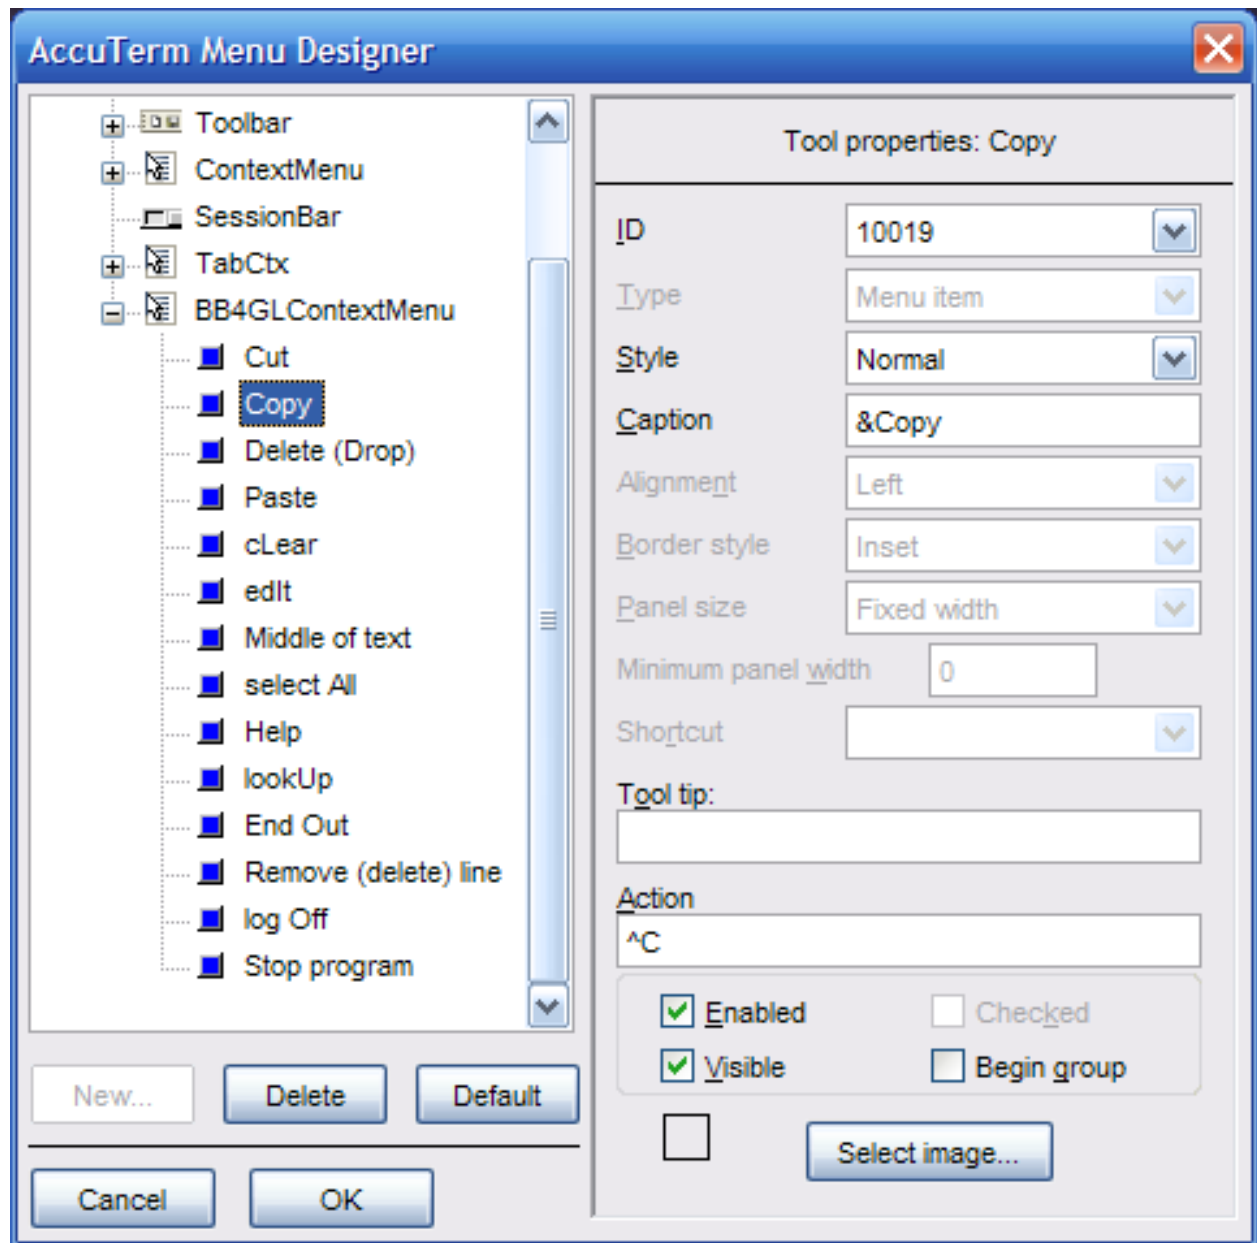 AccuTerm Menu Designer
Toolbar
ContextMenu
SessionBar
TabCtx
BB4GLContextMenu
Cut
Copy
Delete (Drop)
Paste
cLear
edIt
Middle of text
select All
Help
lookUp
End Out
Remove (delete) line
log Off
Stop program
New...
Delete
Default
Cancel
OK
Tool properties: Copy
ID 10019
Type Menu item
Style Normal
Caption &Copy
Alignment Left
Border style Inset
Panel size Fixed width
Minimum panel width 0
Shortcut
Tool tip:
Action
^C
Enabled Checked
Visible Begin group
Select image...